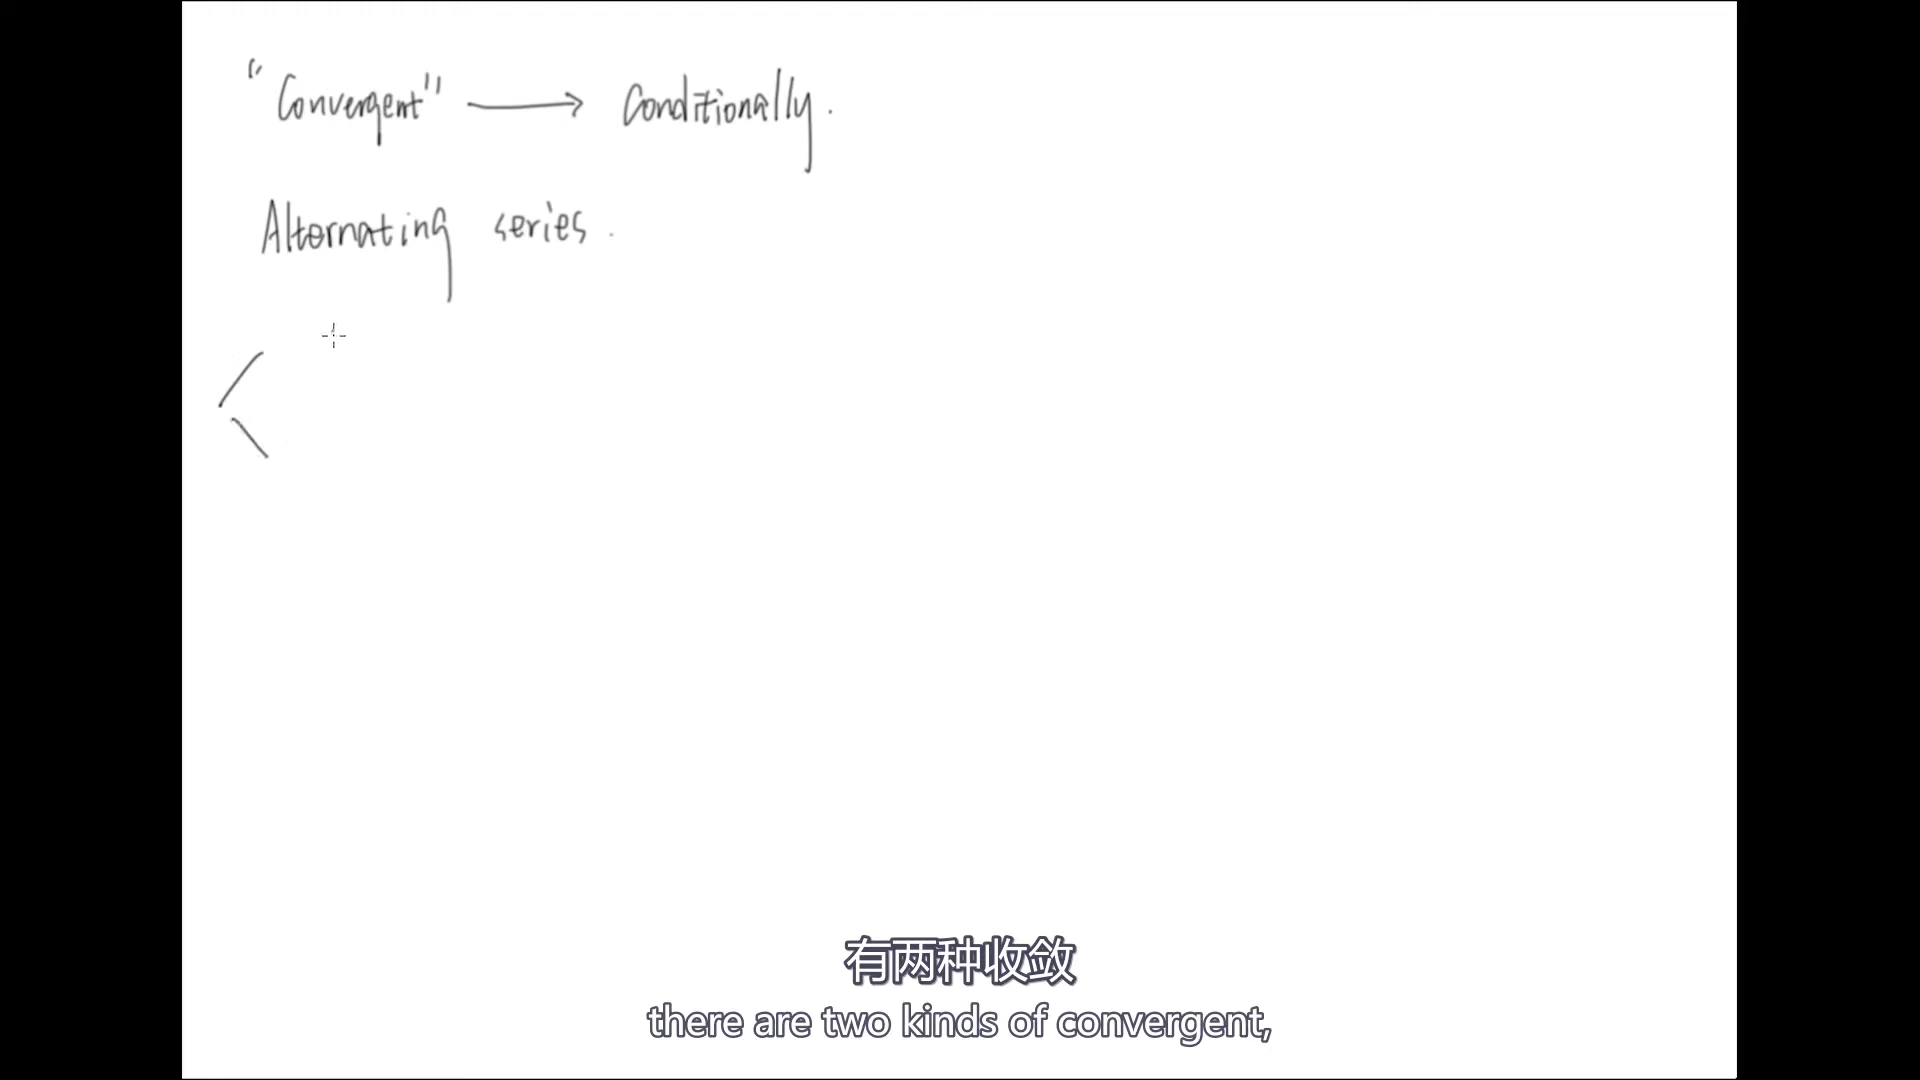 "Convergent" → Conditionally.
Alternating series.
有两种收敛
there are two kinds of convergent,